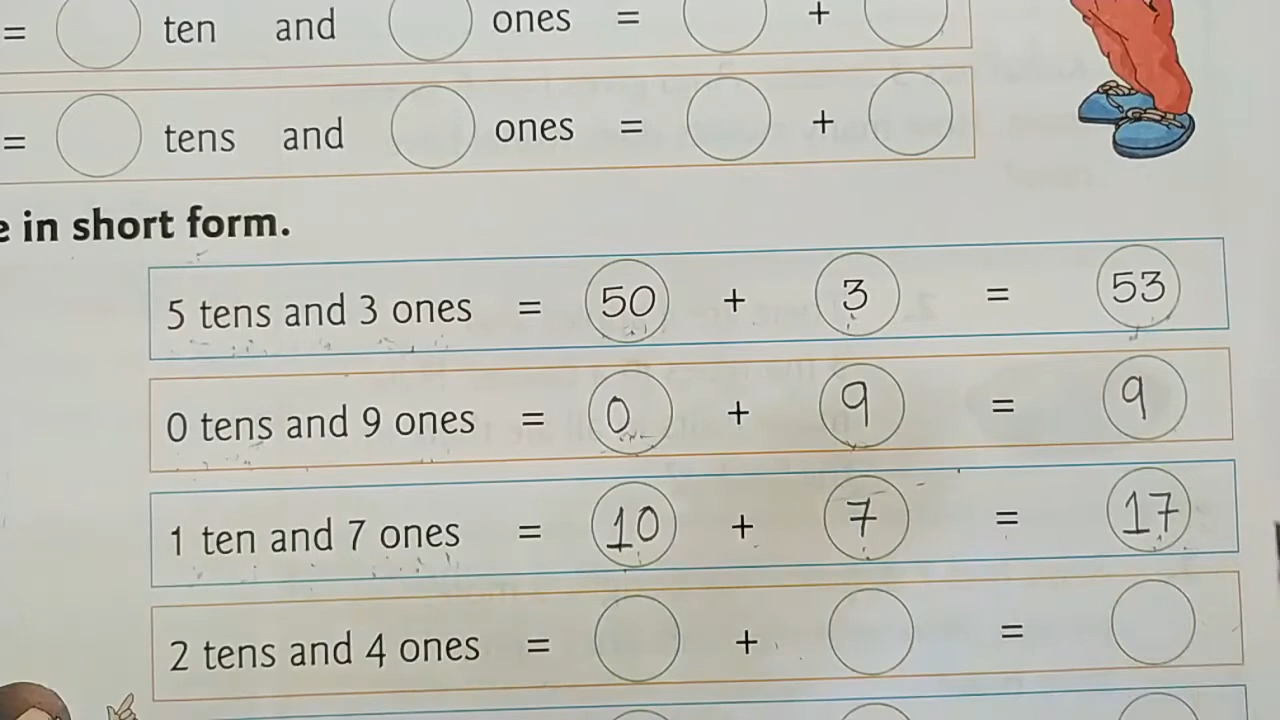 = ten and ones = +
= tens and ones = +
e in short form.
5 tens and 3 ones = 50 + 3 = 53
0 tens and 9 ones = 0 + 9 = 9
1 ten and 7 ones = 10 + 7 = 17
2 tens and 4 ones = + =